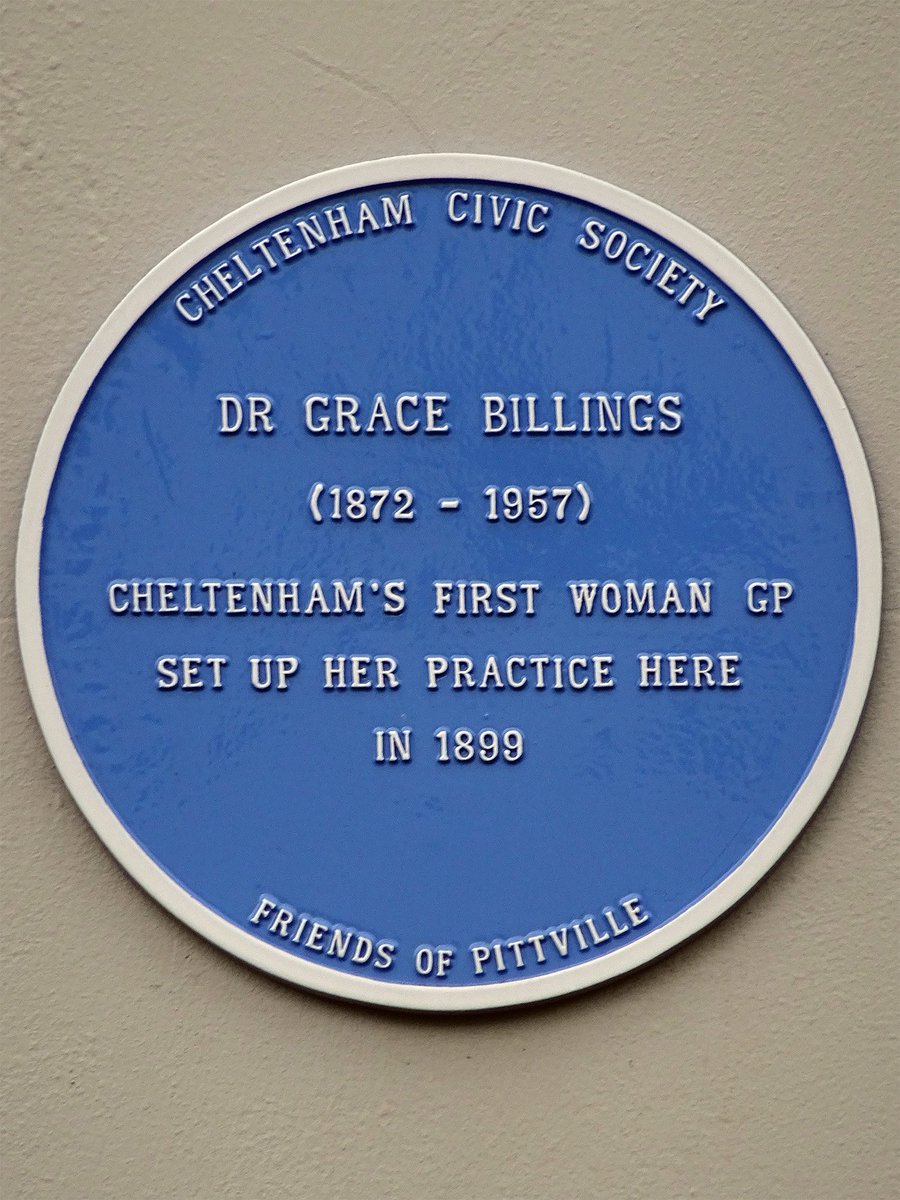 CHELTENHAM CIVIC SOCIETY
DR GRACE BILLINGS
(1872 - 1957)
CHELTENHAM'S FIRST WOMAN GP
SET UP HER PRACTICE HERE
IN 1899
FRIENDS OF PITTVILLE